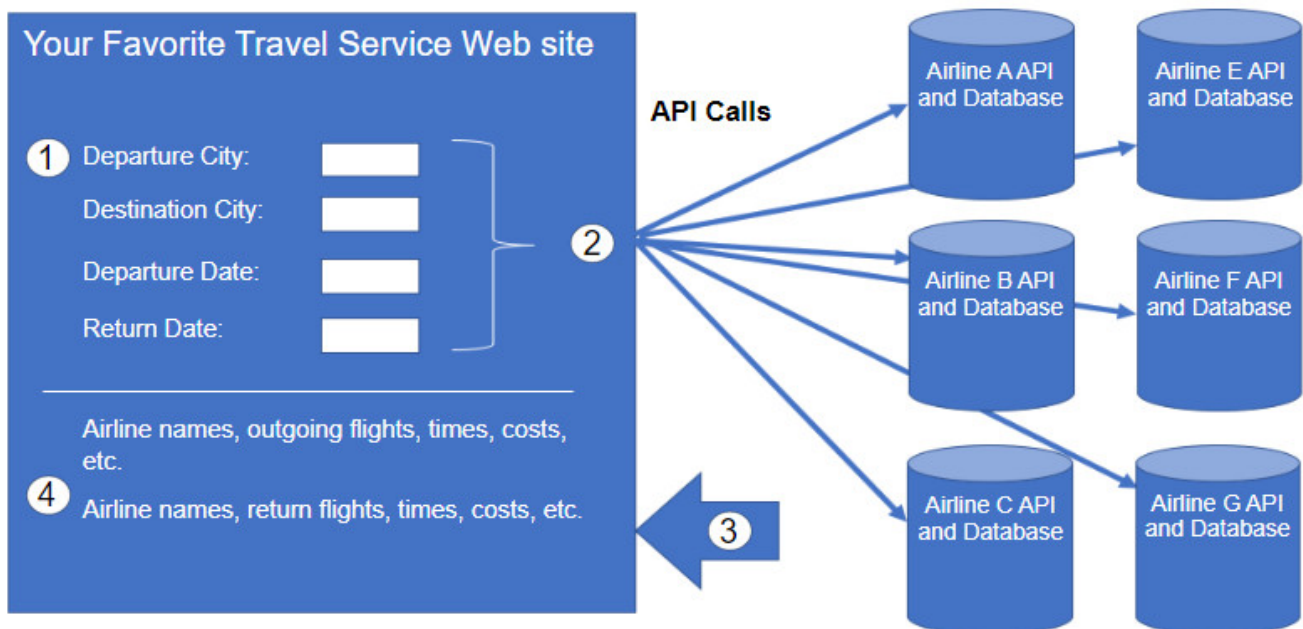 Your Favorite Travel Service Web site
1 Departure City:
Destination City:
Departure Date:
Return Date:
2
Airline names, outgoing flights, times, costs,
etc.
4
Airline names, return flights, times, costs, etc.
3
API Calls
Airline A API
and Database
Airline E API
and Database
Airline B API
and Database
Airline F API
and Database
Airline C API
and Database
Airline G API
and Database